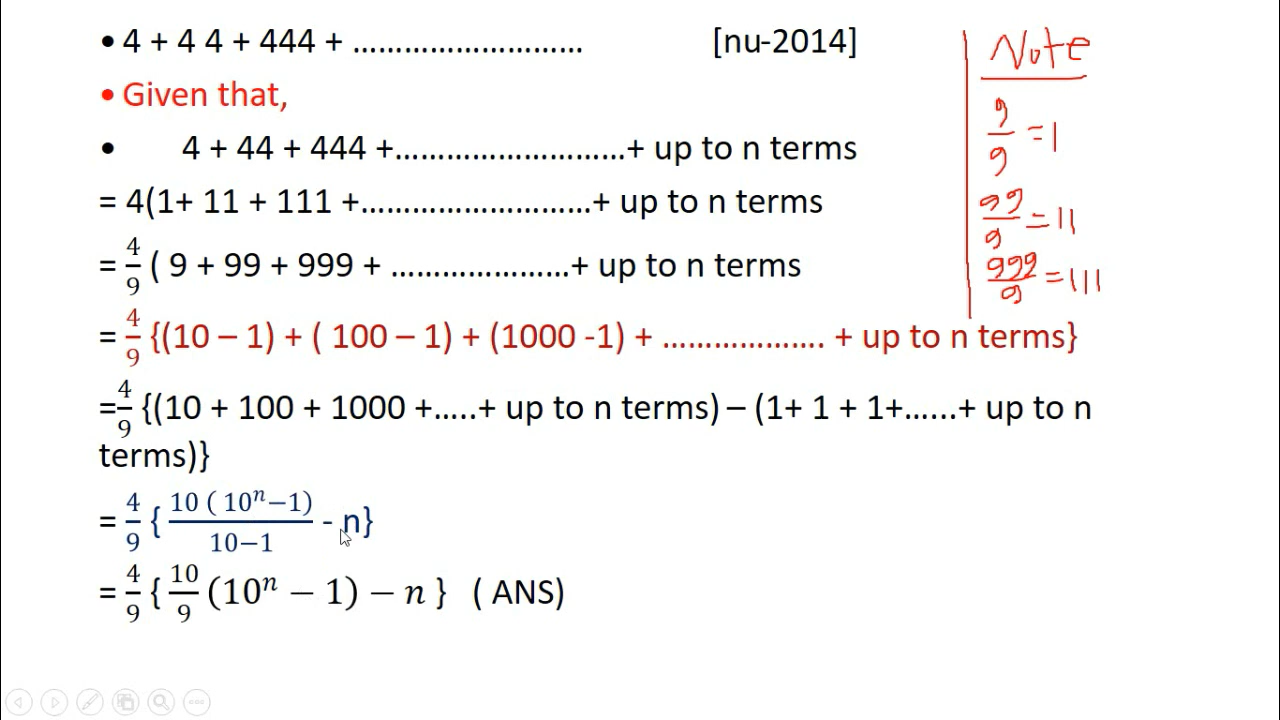 • 4 + 4 4 + 444 + ………………………… [nu-2014]
• Given that,
• 4 + 44 + 444 +………………………+ up to n terms
= 4(1+ 11 + 111 +………………………+ up to n terms
= 4/9 ( 9 + 99 + 999 + …………………+ up to n terms
= 4/9 {(10 – 1) + ( 100 – 1) + (1000 -1) + ………………. + up to n terms}
=4/9 {(10 + 100 + 1000 +…..+ up to n terms) – (1+ 1 + 1+……+ up to n
terms)}
= 4/9 { 10 ( 10ⁿ−1)/10−1 - n}
= 4/9 { 10/9 (10ⁿ − 1) − n } ( ANS)
Note
9/9 = 1
99/9 = 11
999/9 = 111